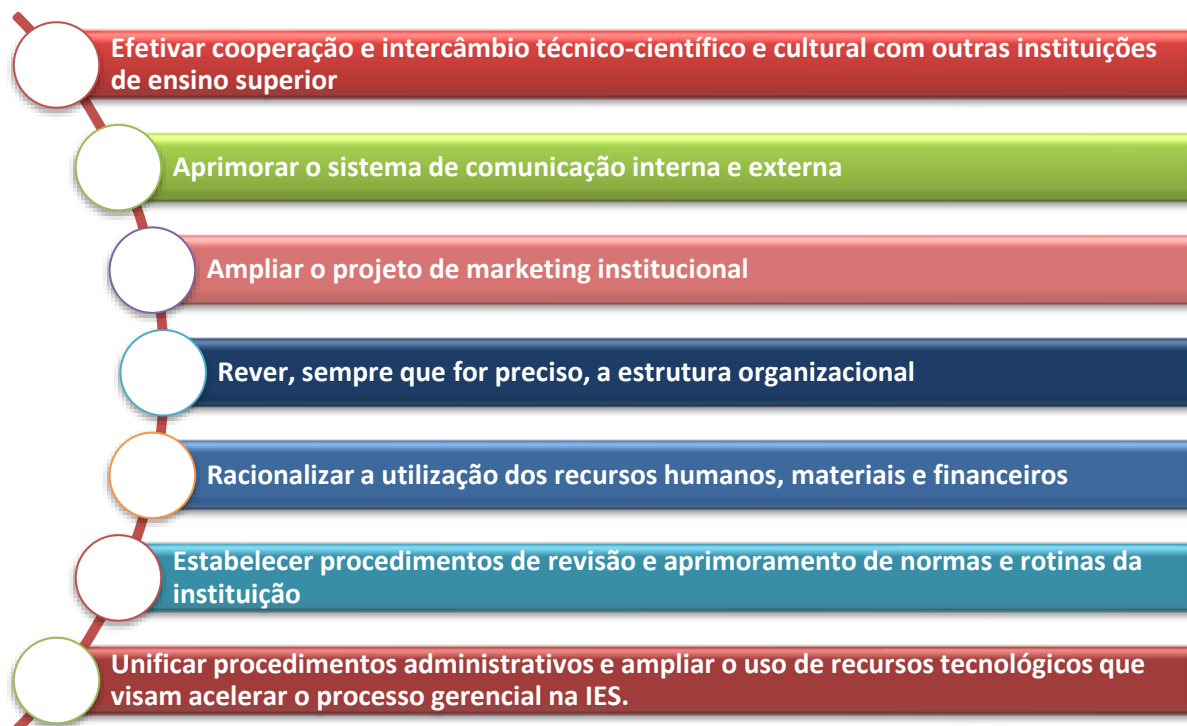 Efetivar cooperação e intercâmbio técnico-científico e cultural com outras instituições
de ensino superior
Aprimorar o sistema de comunicação interna e externa
Ampliar o projeto de marketing institucional
Rever, sempre que for preciso, a estrutura organizacional
Racionalizar a utilização dos recursos humanos, materiais e financeiros
Estabelecer procedimentos de revisão e aprimoramento de normas e rotinas da
instituição
Unificar procedimentos administrativos e ampliar o uso de recursos tecnológicos que
visam acelerar o processo gerencial na IES.